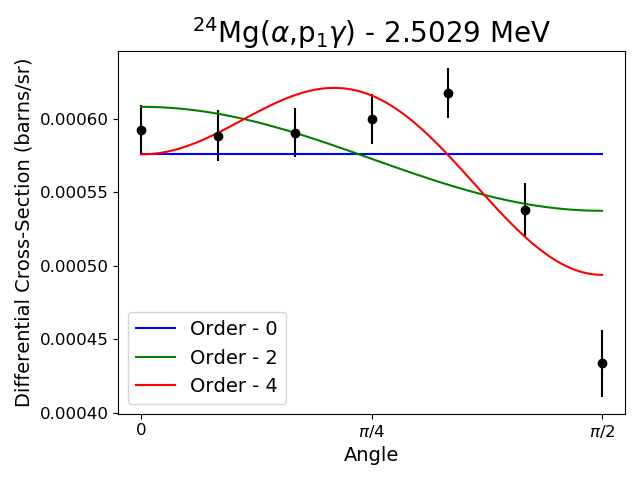 ²⁴Mg(α,p₁γ) - 2.5029 MeV
Differential Cross-Section (barns/sr)
0.00060
0.00055
0.00050
0.00045
0.00040
Order - 0
Order - 2
Order - 4
0 π/4 π/2
Angle